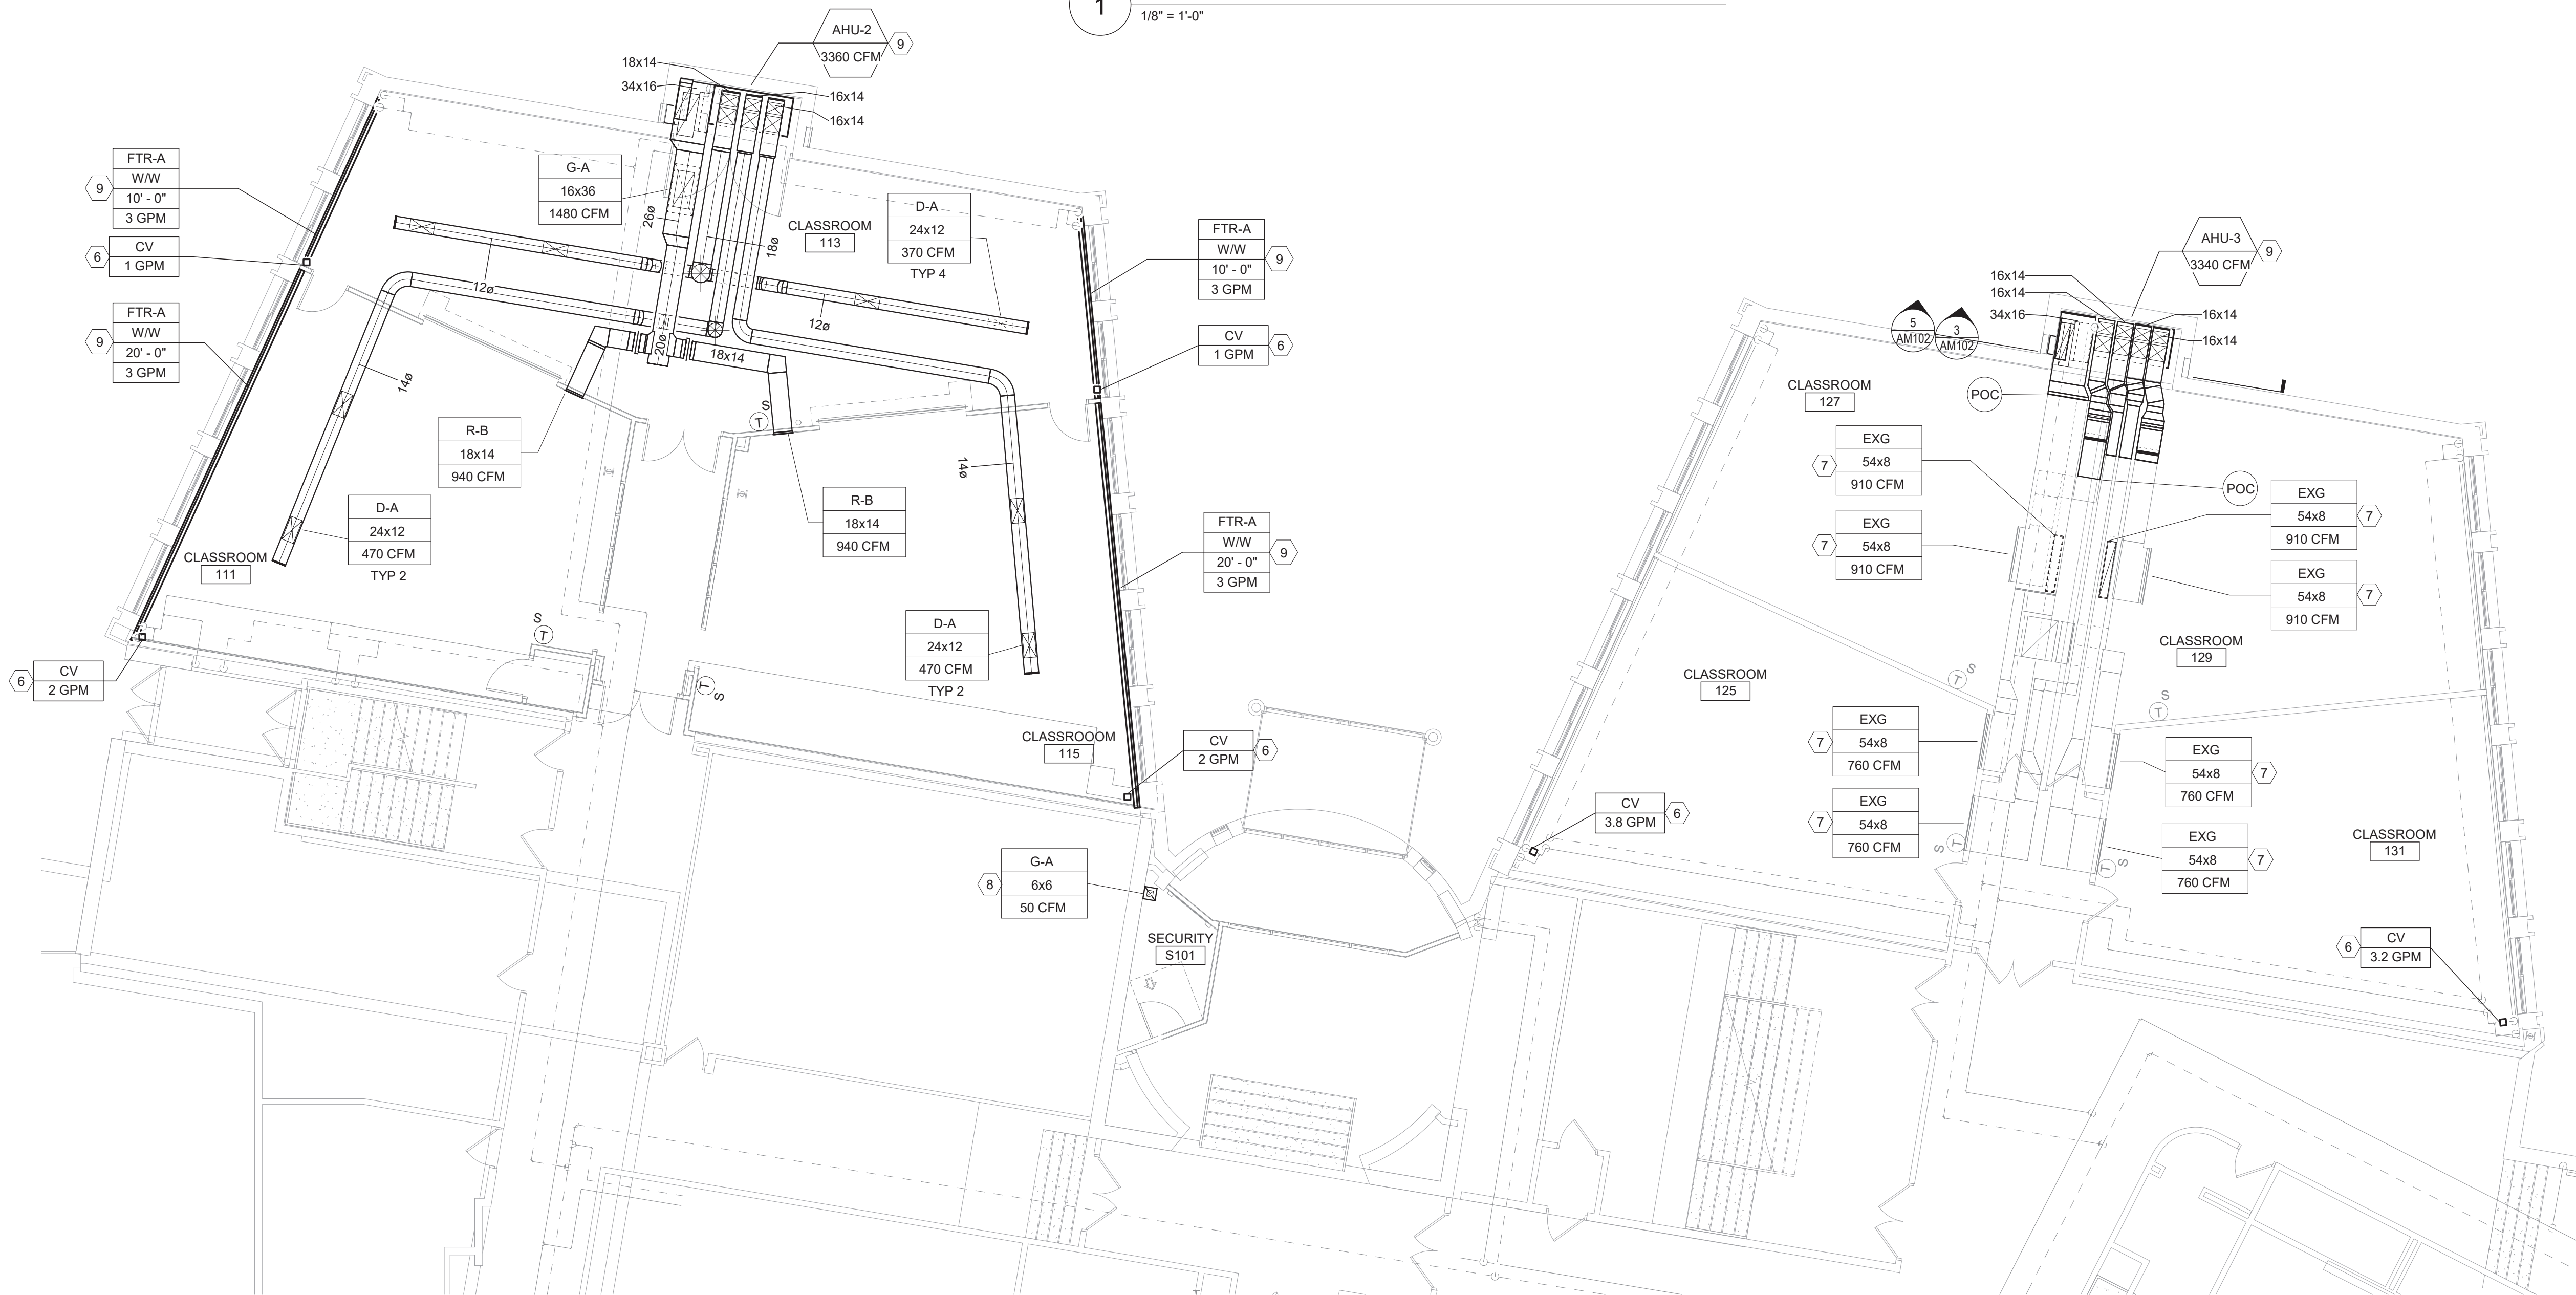 1
1/8" = 1'-0"
AHU-2
3360 CFM
9
18x14
34x16
16x14
16x14
FTR-A
W/W
10' - 0"
3 GPM
9
CV
1 GPM
6
FTR-A
W/W
20' - 0"
3 GPM
9
G-A
16x36
1480 CFM
26ø
18ø
CLASSROOM
113
D-A
24x12
370 CFM
TYP 4
12ø
12ø
12ø
14ø
20ø
18x14
R-B
18x14
940 CFM
D-A
24x12
470 CFM
TYP 2
CLASSROOM
111
S
T
CV
2 GPM
6
S
T
R-B
18x14
940 CFM
14ø
D-A
24x12
470 CFM
TYP 2
T
S
CLASSROOOM
115
FTR-A
W/W
10' - 0"
3 GPM
9
CV
1 GPM
6
FTR-A
W/W
20' - 0"
3 GPM
9
CV
2 GPM
6
G-A
6x6
50 CFM
8
SECURITY
S101
AHU-3
3340 CFM
9
16x14
16x14
34x16
16x14
16x14
5
AM102
3
AM102
POC
POC
CLASSROOM
127
EXG
54x8
910 CFM
7
EXG
54x8
910 CFM
7
EXG
54x8
910 CFM
7
EXG
54x8
910 CFM
7
CLASSROOM
129
CLASSROOM
125
S
T
S
T
EXG
54x8
760 CFM
7
EXG
54x8
760 CFM
7
EXG
54x8
760 CFM
7
EXG
54x8
760 CFM
7
S
T
T
S
CV
3.8 GPM
6
CLASSROOM
131
CV
3.2 GPM
6